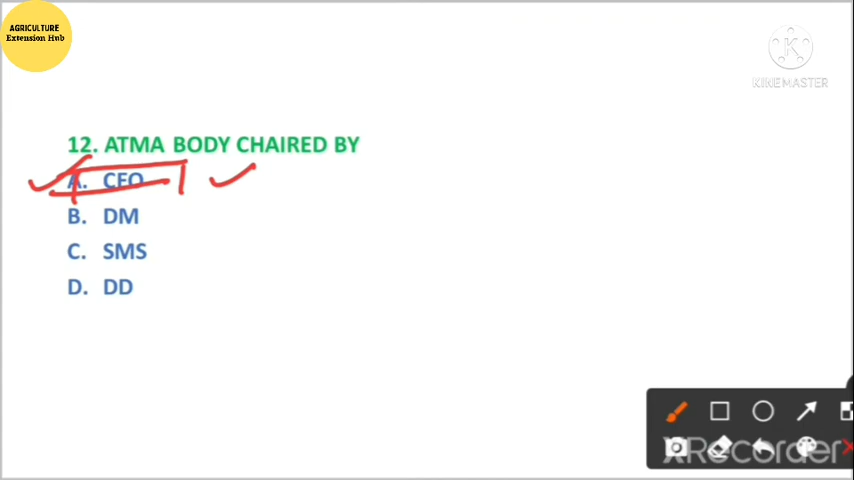 AGRICULTURE
Extension Hub
KINEMASTER
12. ATMA BODY CHAIRED BY
A. CEO
B. DM
C. SMS
D. DD
XRecorder